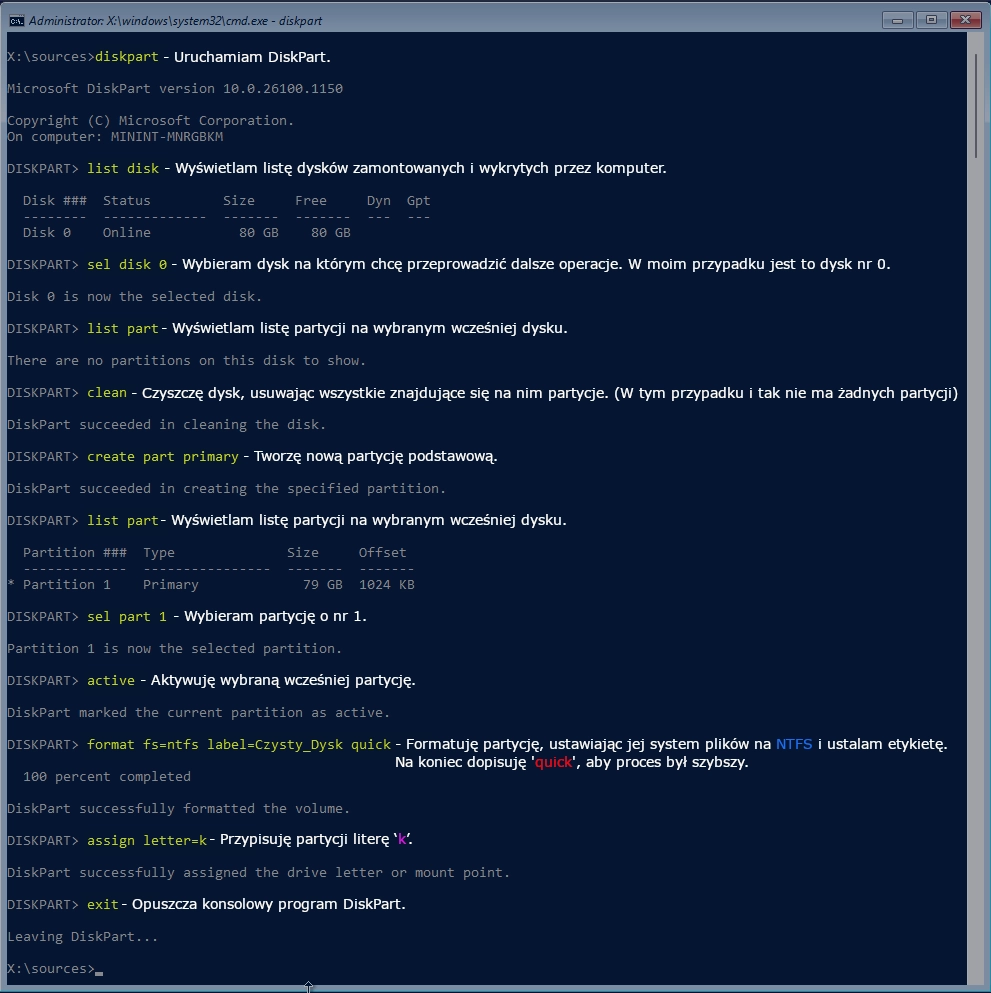 Administrator: X:\windows\system32\cmd.exe - diskpart
X:\sources>diskpart - Uruchamiam DiskPart.
Microsoft DiskPart version 10.0.26100.1150
Copyright (C) Microsoft Corporation.
On computer: MININT-MNRGBKM
DISKPART> list disk - Wyświetlam listę dysków zamontowanych i wykrytych przez komputer.
Disk ###  Status         Size     Free     Dyn  Gpt
--------  -------------  -------  -------  ---  ---
Disk 0    Online           80 GB    80 GB
DISKPART> sel disk 0 - Wybieram dysk na którym chcę przeprowadzić dalsze operacje. W moim przypadku jest to dysk nr 0.
Disk 0 is now the selected disk.
DISKPART> list part - Wyświetlam listę partycji na wybranym wcześniej dysku.
There are no partitions on this disk to show.
DISKPART> clean - Czyszczę dysk, usuwając wszystkie znajdujące się na nim partycje. (W tym przypadku i tak nie ma żadnych partycji)
DiskPart succeeded in cleaning the disk.
DISKPART> create part primary - Tworzę nową partycję podstawową.
DiskPart succeeded in creating the specified partition.
DISKPART> list part - Wyświetlam listę partycji na wybranym wcześniej dysku.
Partition ###  Type              Size     Offset
-------------  ----------------  -------  -------
* Partition 1    Primary             79 GB  1024 KB
DISKPART> sel part 1 - Wybieram partycję o nr 1.
Partition 1 is now the selected partition.
DISKPART> active - Aktywuję wybraną wcześniej partycję.
DiskPart marked the current partition as active.
DISKPART> format fs=ntfs label=Czysty_Dysk quick - Formatuję partycję, ustawiając jej system plików na NTFS i ustalam etykietę.
Na koniec dopisuję 'quick', aby proces był szybszy.
100 percent completed
DiskPart successfully formatted the volume.
DISKPART> assign letter=k - Przypisuję partycji literę 'k'.
DiskPart successfully assigned the drive letter or mount point.
DISKPART> exit - Opuszcza konsolowy program DiskPart.
Leaving DiskPart...
X:\sources>_